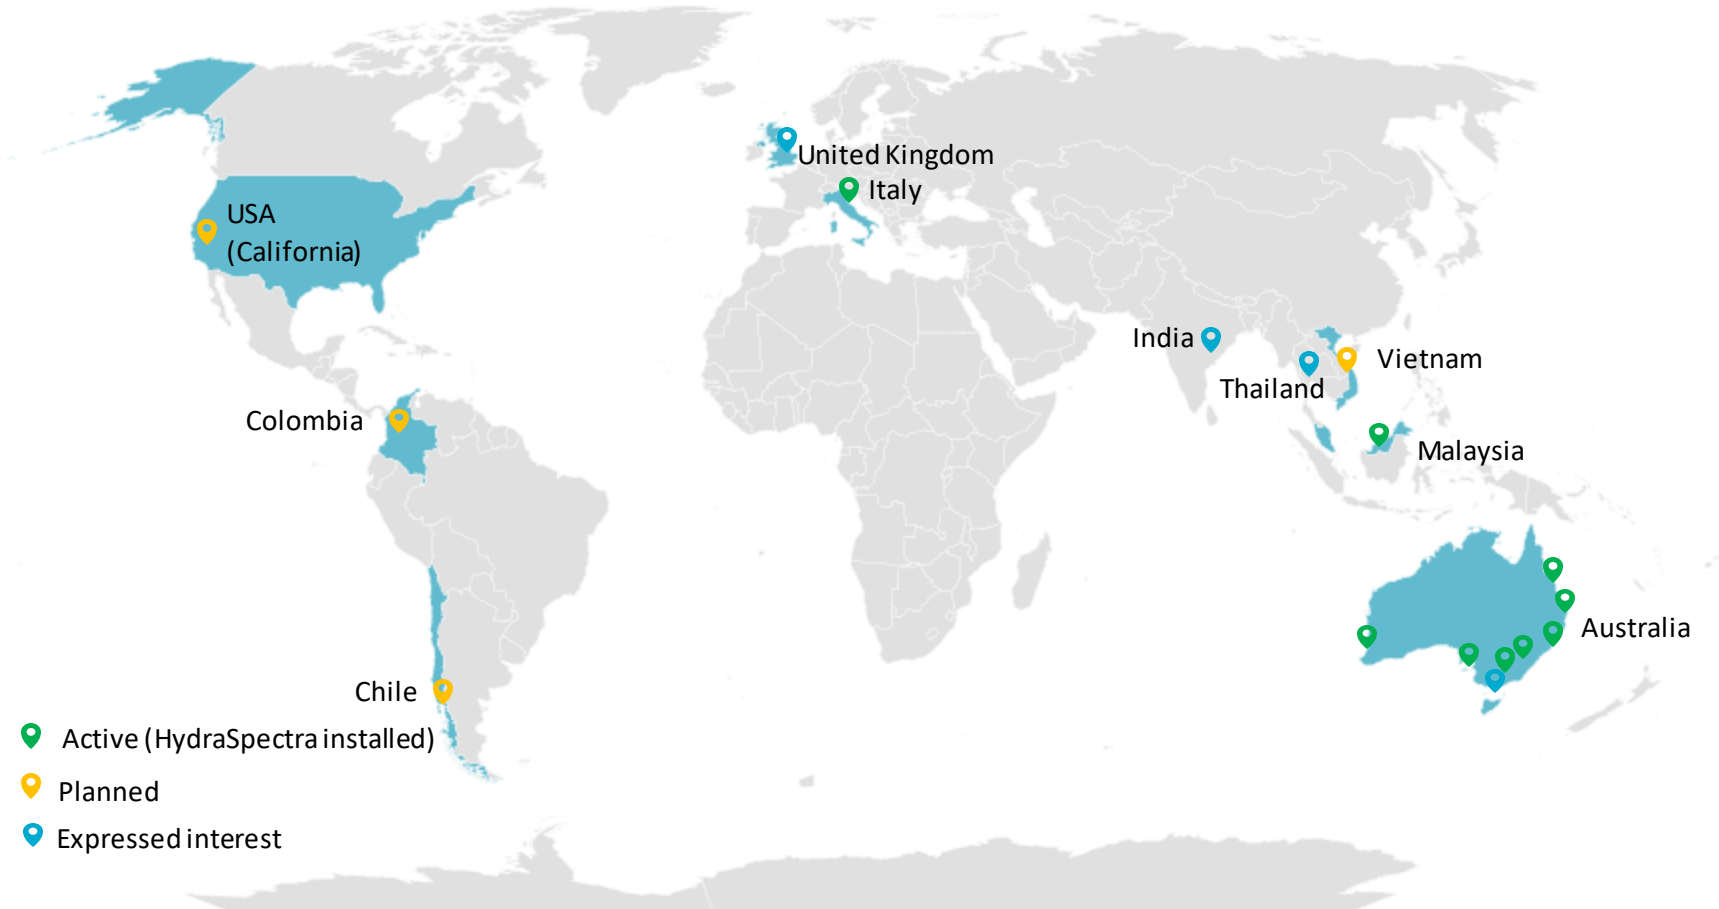 United Kingdom
Italy
USA
(California)
India
Vietnam
Thailand
Colombia
Malaysia
Australia
Chile
Active (HydraSpectra installed)
Planned
Expressed interest